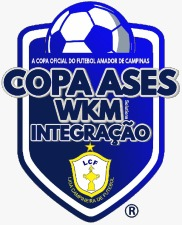 A COPA OFICIAL DO FUTEBOL AMADOR DE CAMPINAS
COPA ASES
WKM
INTEGRAÇÃO
LCF
LIGA CAMPINEIRA DE FUTEBOL
®